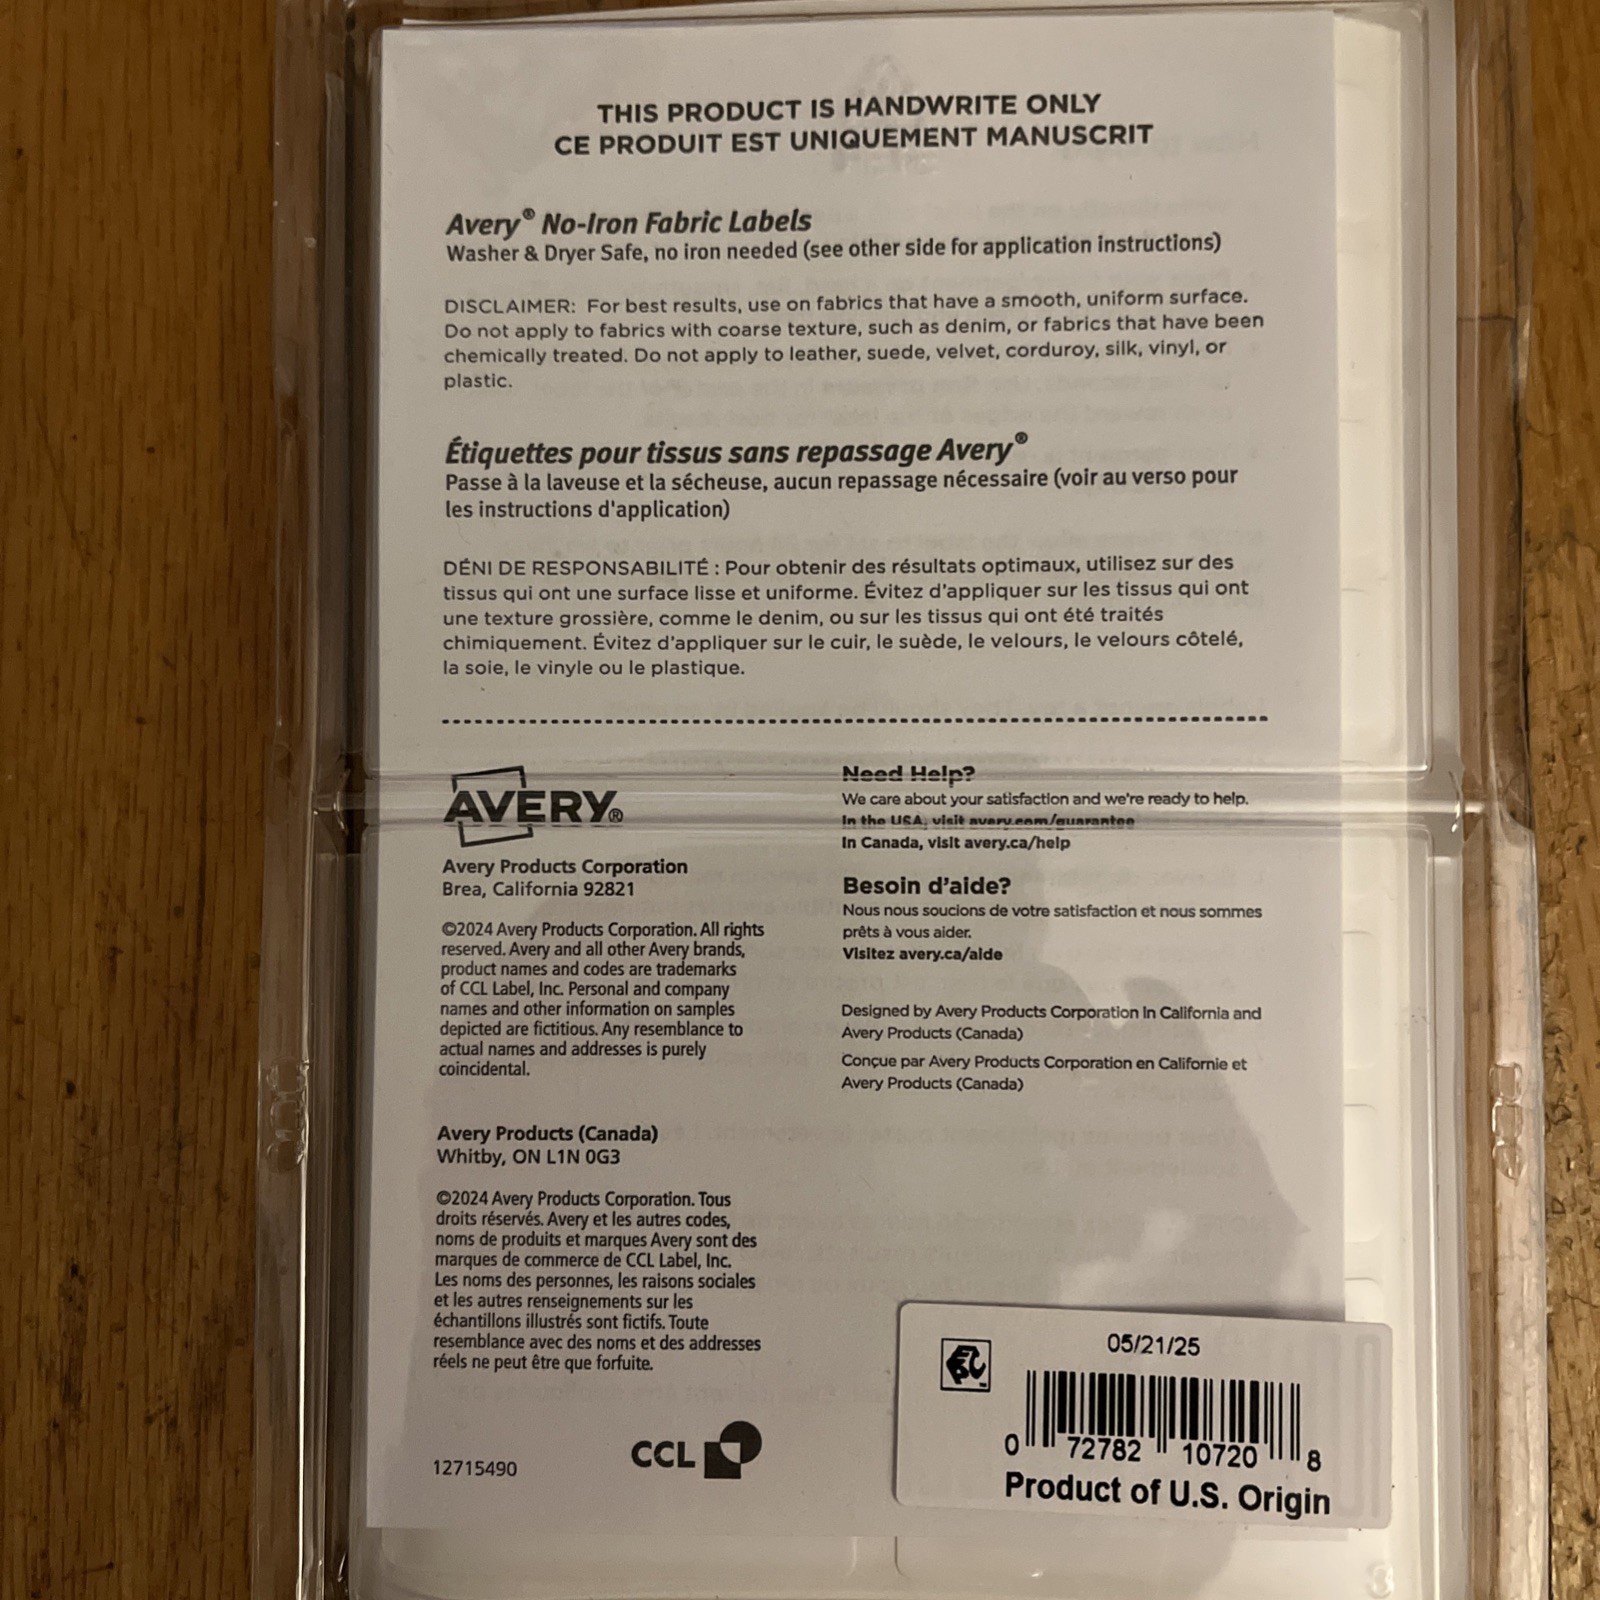 THIS PRODUCT IS HANDWRITE ONLY
CE PRODUIT EST UNIQUEMENT MANUSCRIT
Avery® No-Iron Fabric Labels
Washer & Dryer Safe, no iron needed (see other side for application instructions)
DISCLAIMER: For best results, use on fabrics that have a smooth, uniform surface.
Do not apply to fabrics with coarse texture, such as denim, or fabrics that have been
chemically treated. Do not apply to leather, suede, velvet, corduroy, silk, vinyl, or
plastic.
Étiquettes pour tissus sans repassage Avery®
Passe à la laveuse et la sécheuse, aucun repassage nécessaire (voir au verso pour
les instructions d'application)
DÉNI DE RESPONSABILITÉ : Pour obtenir des résultats optimaux, utilisez sur des
tissus qui ont une surface lisse et uniforme. Évitez d'appliquer sur les tissus qui ont
une texture grossière, comme le denim, ou sur les tissus qui ont été traités
chimiquement. Évitez d'appliquer sur le cuir, le suède, le velours, le velours côtelé,
la soie, le vinyle ou le plastique.
AVERY®
Avery Products Corporation
Brea, California 92821
©2024 Avery Products Corporation. All rights
reserved. Avery and all other Avery brands,
product names and codes are trademarks
of CCL Label, Inc. Personal and company
names and other information on samples
depicted are fictitious. Any resemblance to
actual names and addresses is purely
coincidental.
Avery Products (Canada)
Whitby, ON L1N 0G3
©2024 Avery Products Corporation. Tous
droits réservés. Avery et les autres codes,
noms de produits et marques Avery sont des
marques de commerce de CCL Label, Inc.
Les noms des personnes, les raisons sociales
et les autres renseignements sur les
échantillons illustrés sont fictifs. Toute
resemblance avec des noms et des addresses
réels ne peut être que forfuite.
12715490
CCL
Need Help?
We care about your satisfaction and we're ready to help.
In the USA, visit avery.com/guarantee
In Canada, visit avery.ca/help
Besoin d'aide?
Nous nous soucions de votre satisfaction et nous sommes
prêts à vous aider.
Visitez avery.ca/aide
Designed by Avery Products Corporation in California and
Avery Products (Canada)
Conçue par Avery Products Corporation en Californie et
Avery Products (Canada)
05/21/25
0 72782 10720 8
Product of U.S. Origin